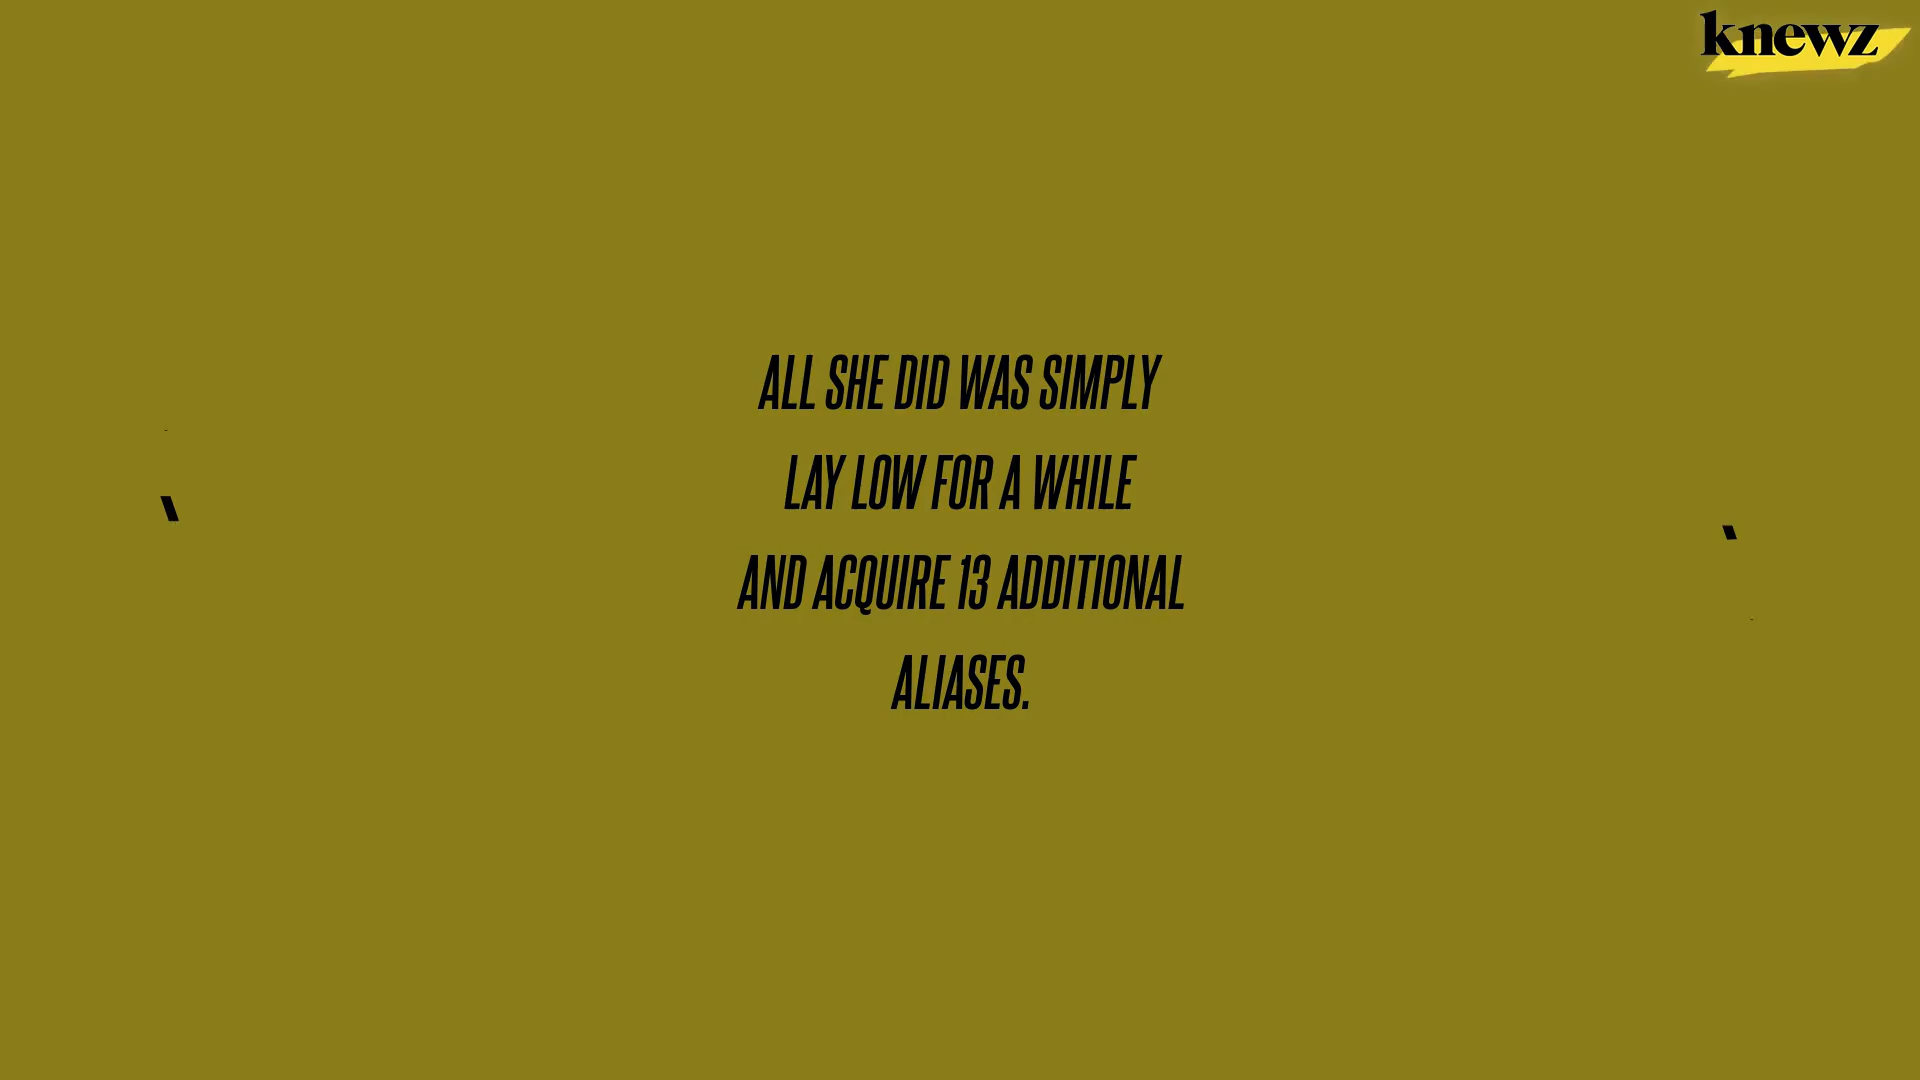 knewz
ALL SHE DID WAS SIMPLY
LAY LOW FOR A WHILE
AND ACQUIRE 13 ADDITIONAL
ALIASES.